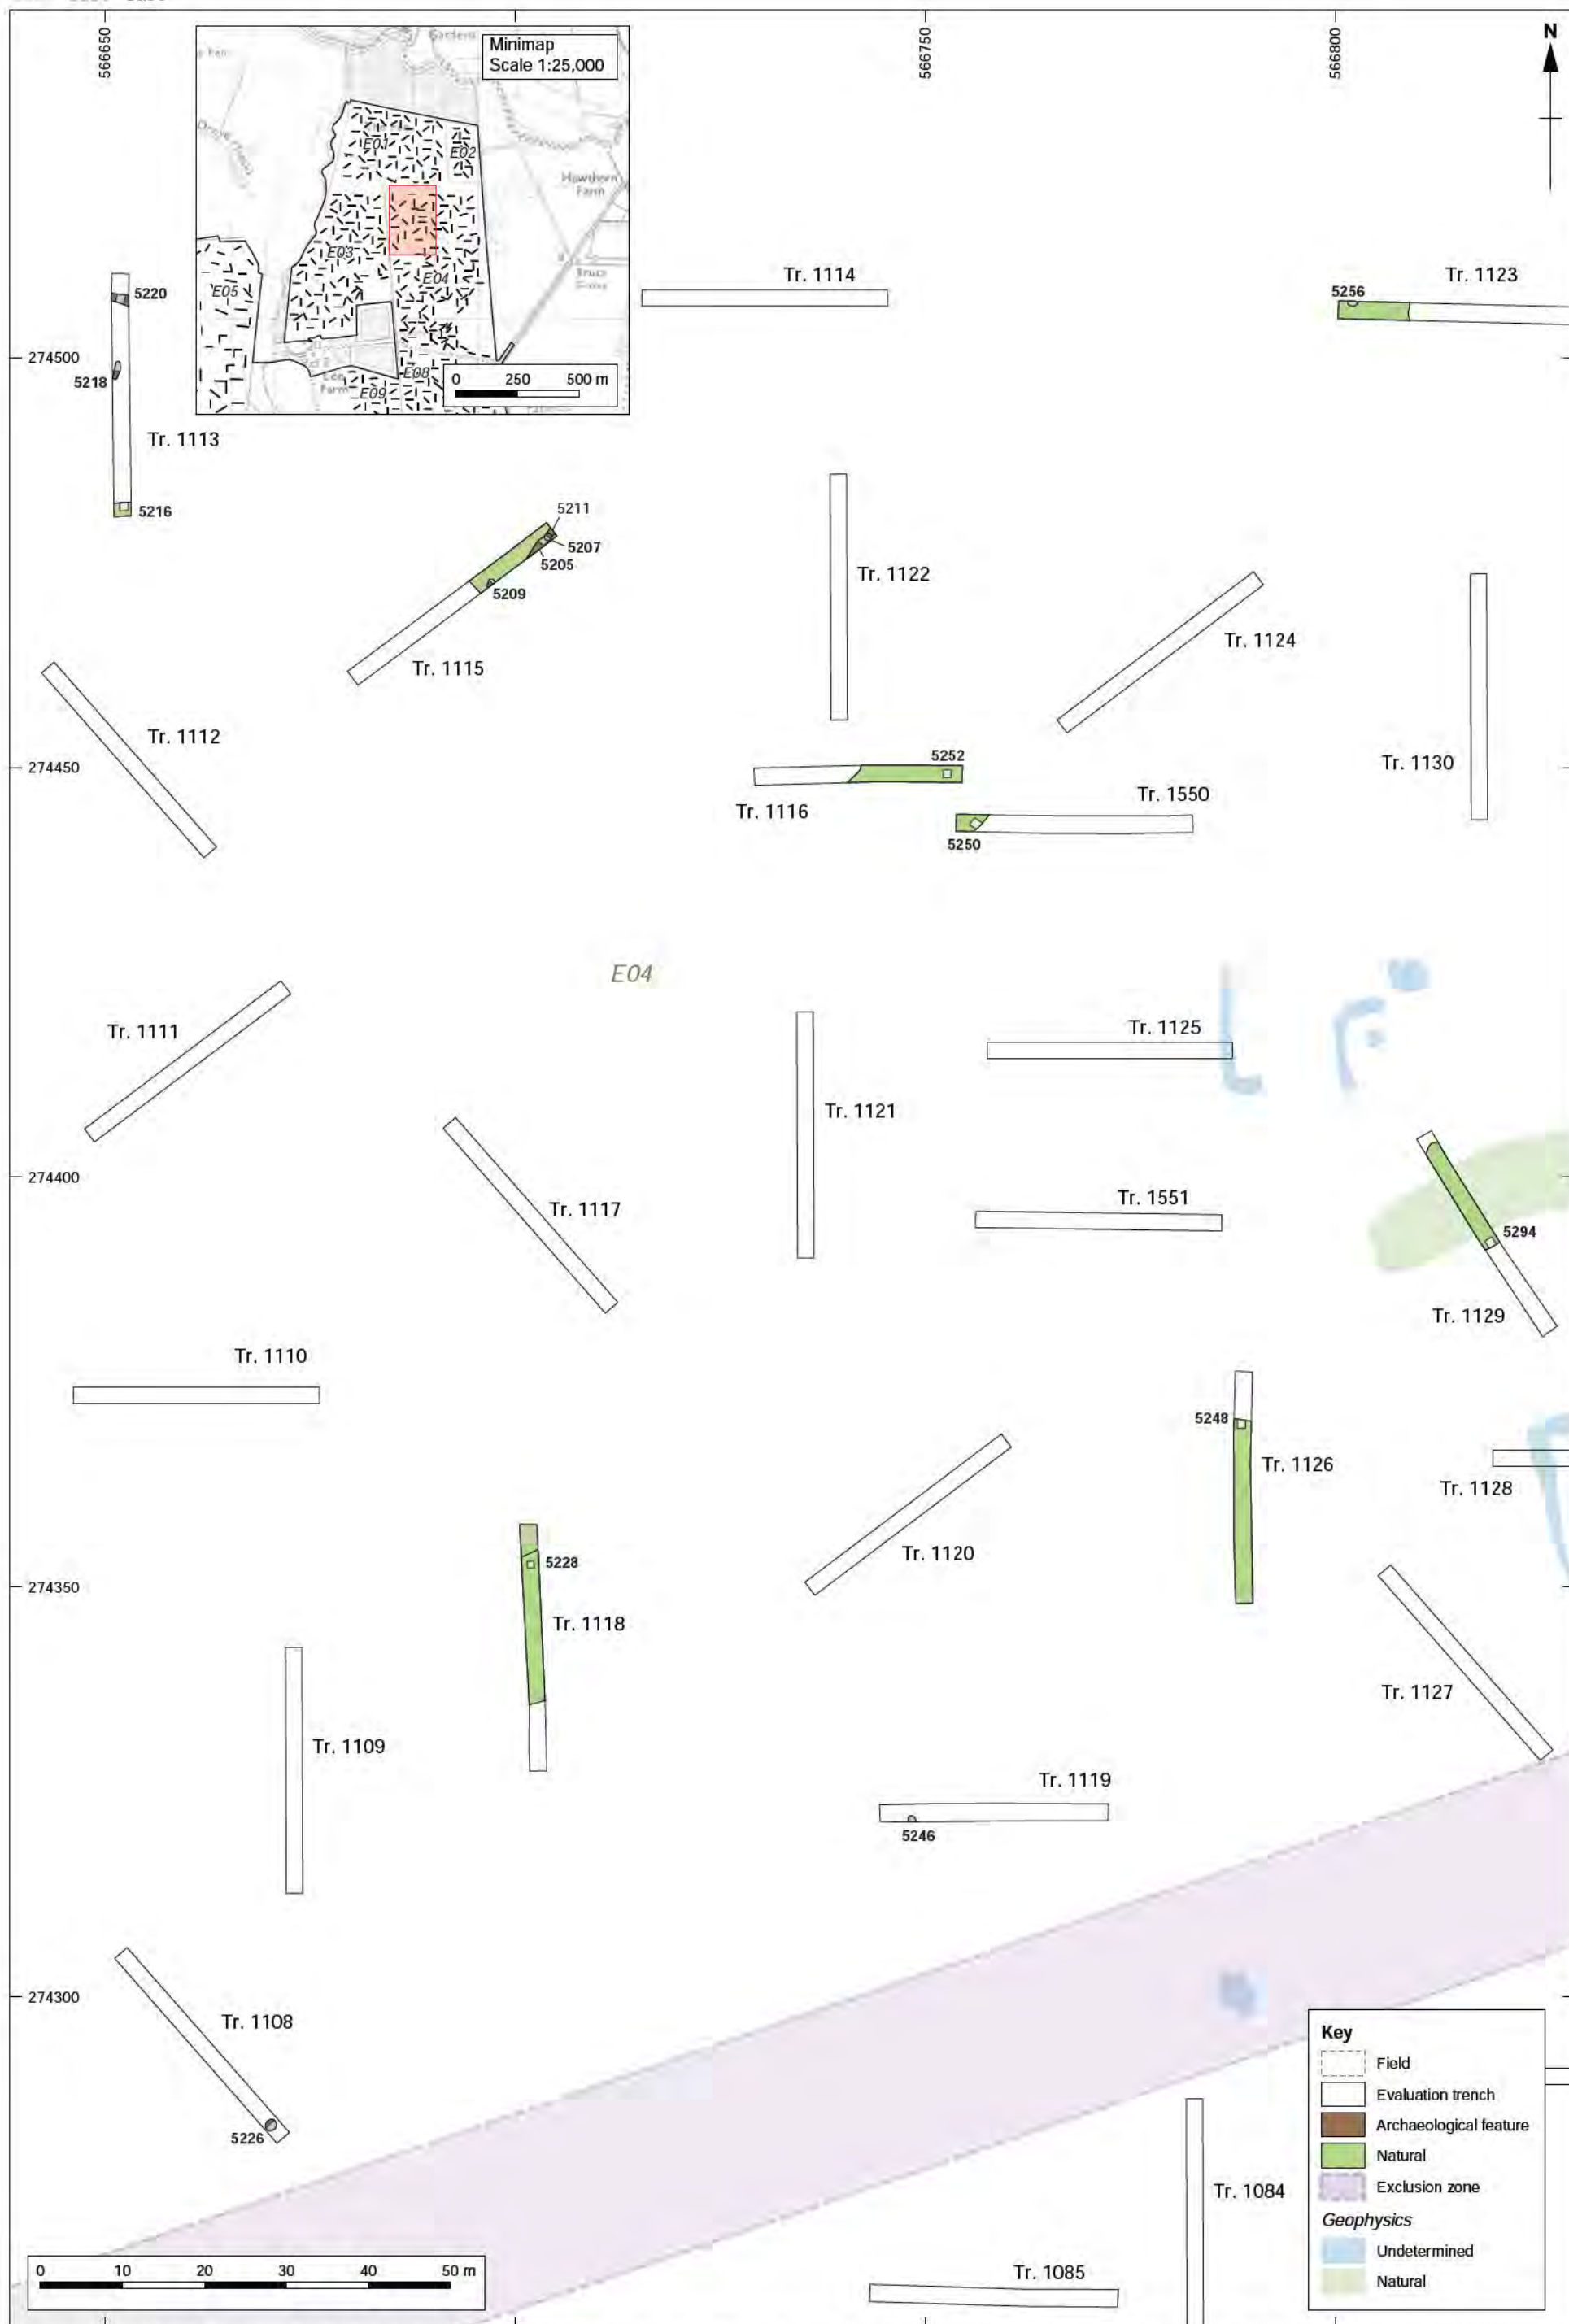 566650
566750
566800
N
Minimap
Scale 1:25,000
Gardens
E01
E02
Hawthorn
Farm
E03
E04
E05
E08
E09
0 250 500 m
Tr. 1114
Tr. 1123
5256
5220
274500
5218
Tr. 1113
5216
5211
5207
5205
5209
Tr. 1122
Tr. 1124
Tr. 1115
Tr. 1112
274450
5252
Tr. 1130
Tr. 1116
Tr. 1550
5250
E04
Tr. 1111
Tr. 1125
Tr. 1121
274400
Tr. 1117
Tr. 1551
5294
Tr. 1129
Tr. 1110
5248
Tr. 1126
Tr. 1128
Tr. 1120
5228
274350
Tr. 1118
Tr. 1127
Tr. 1109
Tr. 1119
5246
274300
Tr. 1108
5226
Tr. 1084
Tr. 1085
0 10 20 30 40 50 m
Key
Field
Evaluation trench
Archaeological feature
Natural
Exclusion zone
Geophysics
Undetermined
Natural